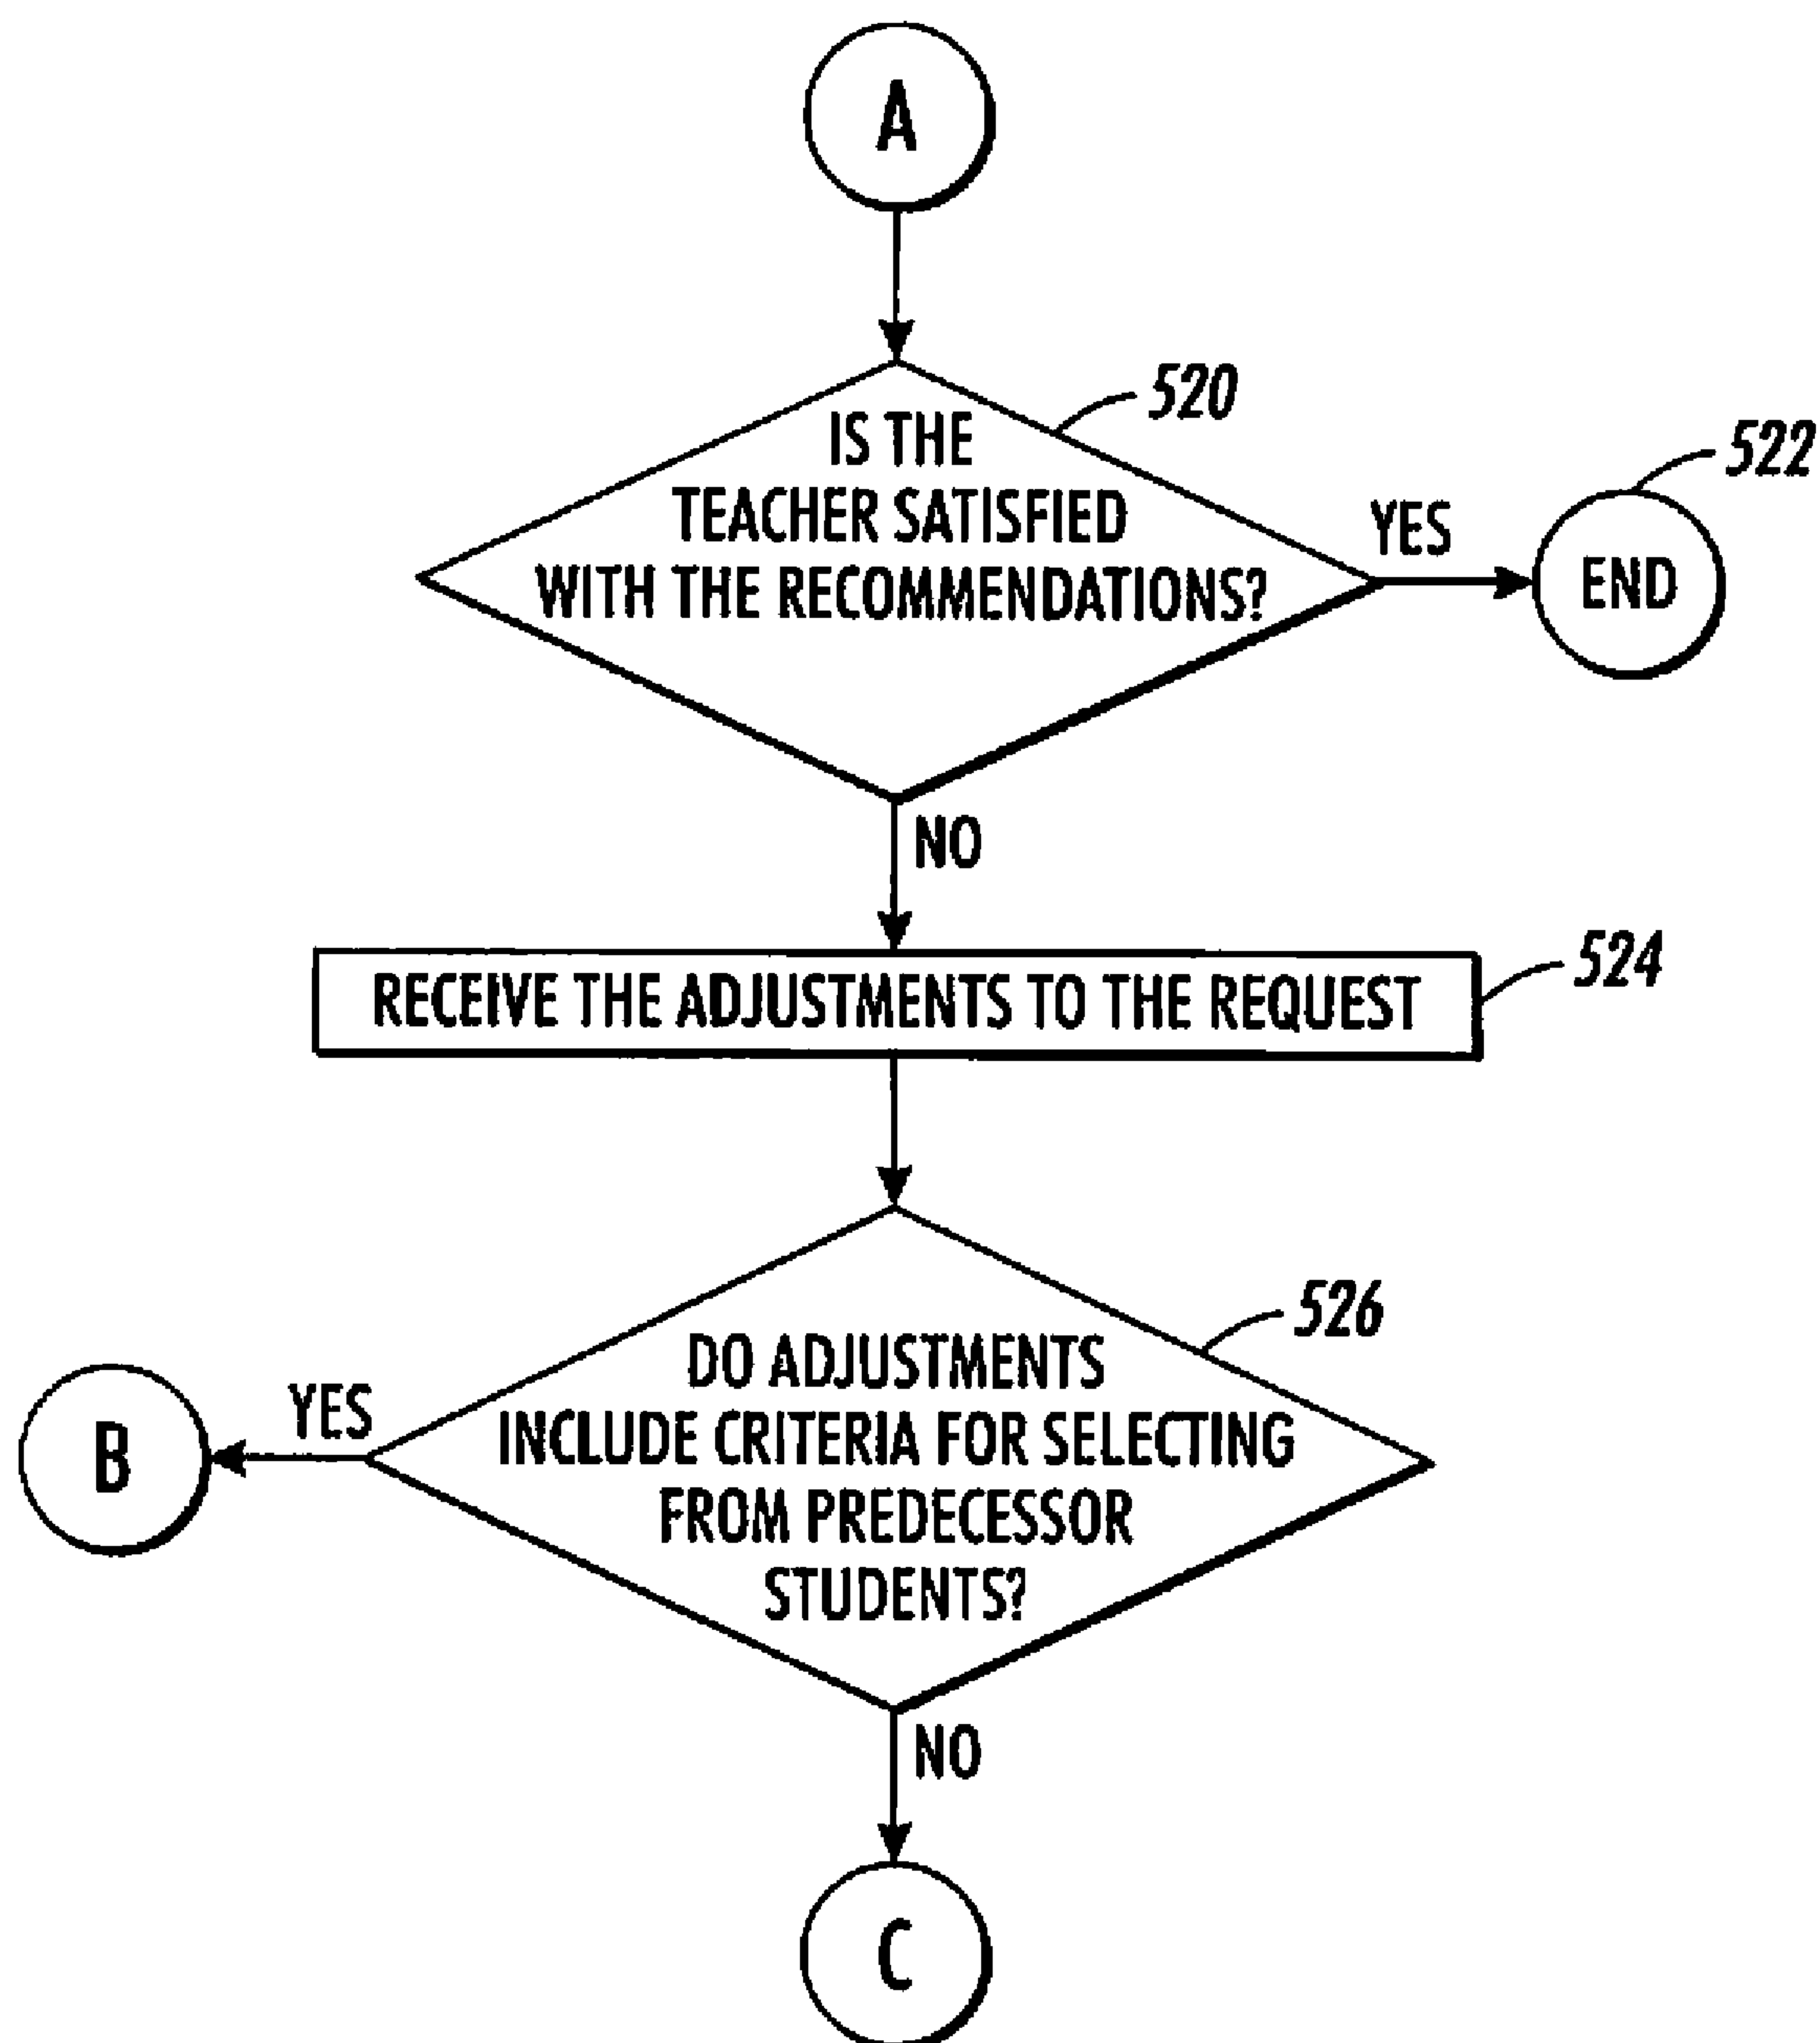 A
520
IS THE
TEACHER SATISFIED
WITH THE RECOMMENDATIONS?
522
YES
END
NO
RECEIVE THE ADJUSTMENTS TO THE REQUEST
524
526
DO ADJUSTMENTS
INCLUDE CRITERIA FOR SELECTING
FROM PREDECESSOR
STUDENTS?
YES
B
NO
C